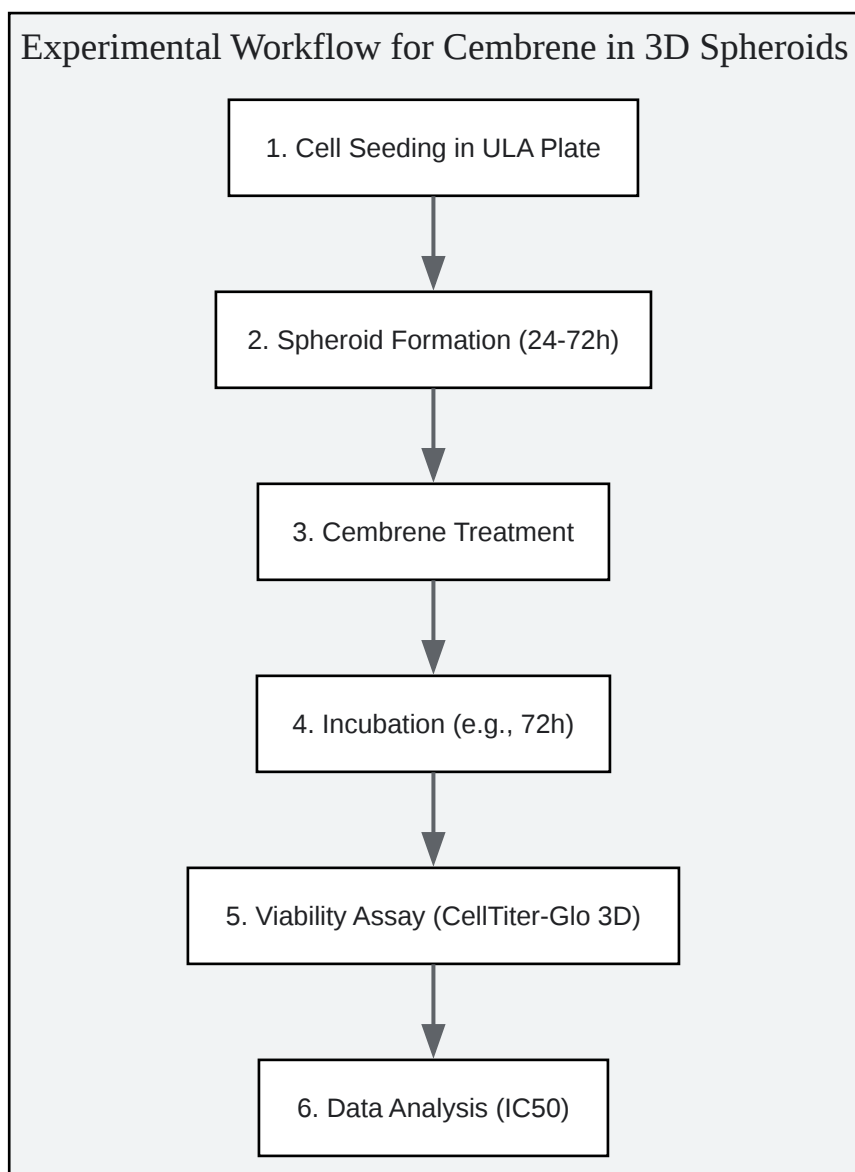 Experimental Workflow for Cembrene in 3D Spheroids
1. Cell Seeding in ULA Plate
2. Spheroid Formation (24-72h)
3. Cembrene Treatment
4. Incubation (e.g., 72h)
5. Viability Assay (CellTiter-Glo 3D)
6. Data Analysis (IC50)